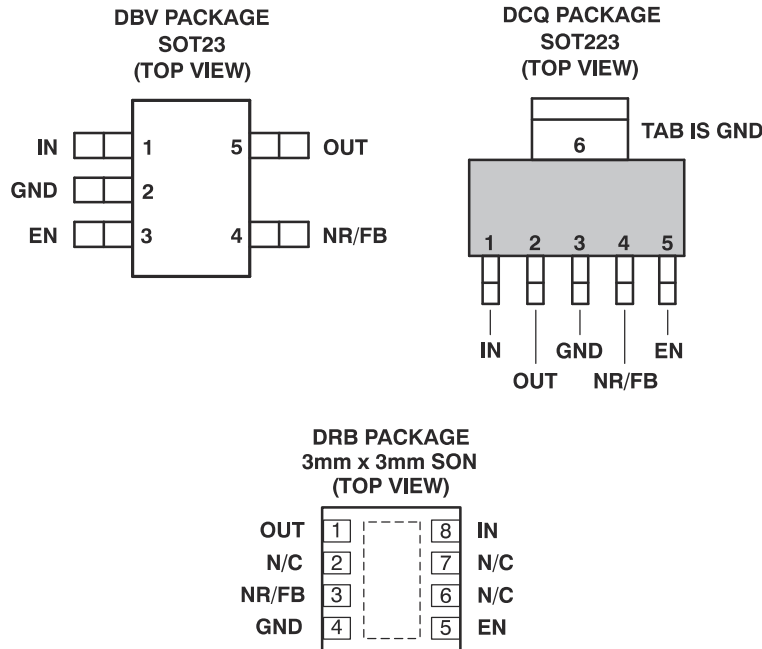 DBV PACKAGE
SOT23
(TOP VIEW)
IN 1 5 OUT
GND 2
EN 3 4 NR/FB
DCQ PACKAGE
SOT223
(TOP VIEW)
TAB IS GND
6
1 2 3 4 5
IN GND EN
OUT NR/FB
DRB PACKAGE
3mm x 3mm SON
(TOP VIEW)
OUT 1 8 IN
N/C 2 7 N/C
NR/FB 3 6 N/C
GND 4 5 EN